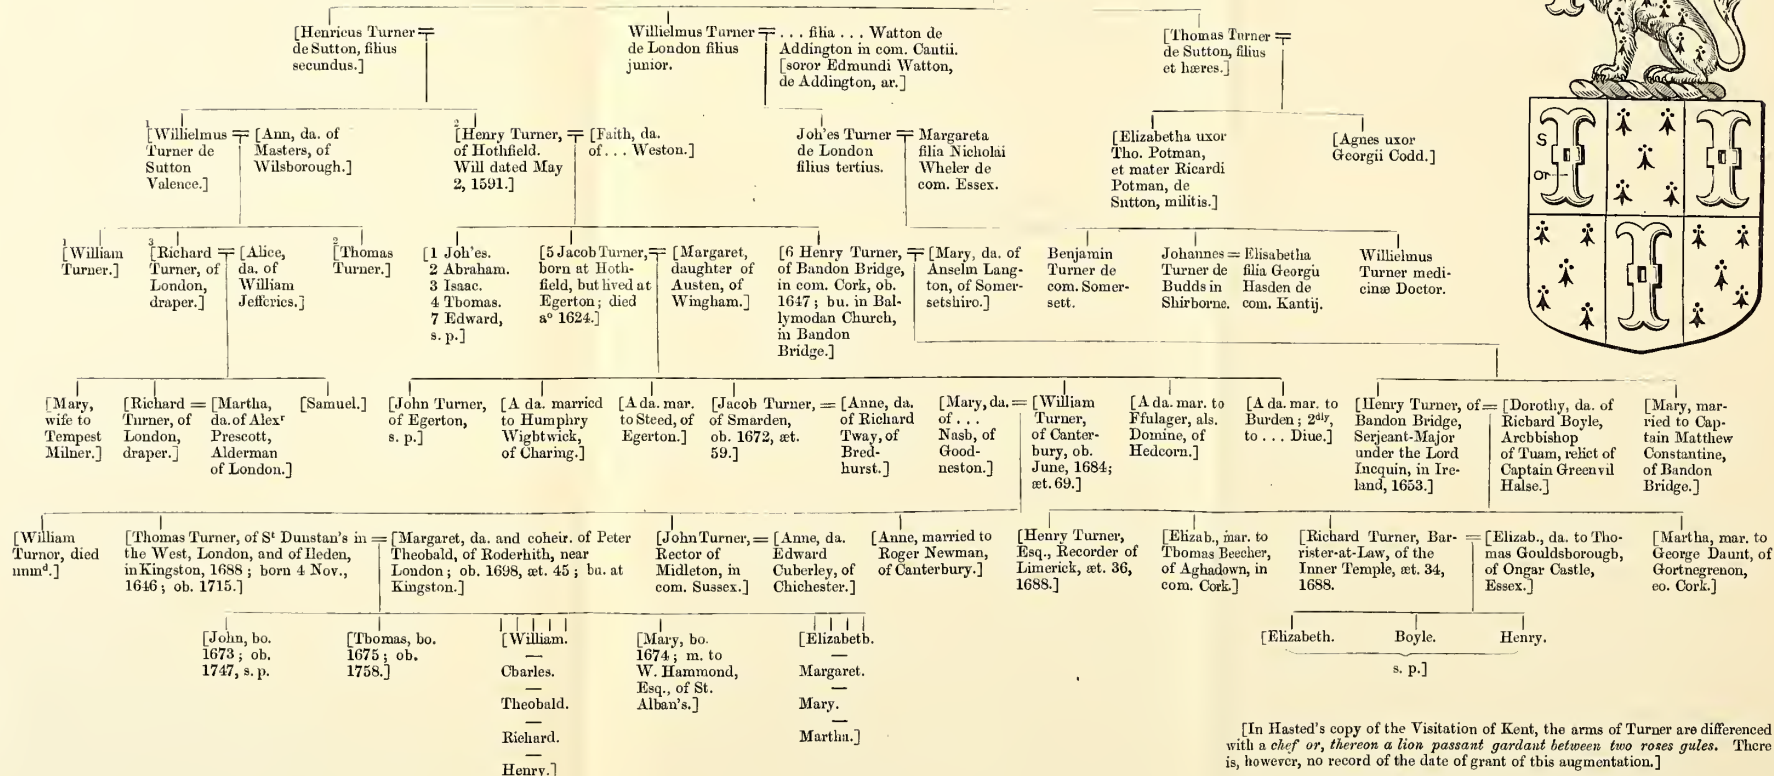 [Henricus Turner
de Sutton, filius
secundus.]
Willielmus Turner
de London filius
junior.
. . . filia . . . Watton de
Addington in com. Cantii.
[soror Edmundi Watton,
de Addington, ar.]
[Thomas Turner
de Sutton, filius
et hæres.]
1
[Willielmus
Turner de
Sutton
Valence.]
[Ann, da. of
Masters, of
Wilsborough.]
2
[Henry Turner,
of Hothfield.
Will dated May
2, 1591.]
[Faith, da.
of . . . Weston.]
Joh'es Turner
de London
filius tertius.
Margareta
filia Nicholai
Wheler de
com. Essex.
[Elizabetha uxor
Tho. Potman,
et mater Ricardi
Potman, de
Sutton, militis.]
[Agnes uxor
Georgii Codd.]
S
Or
1
[William
Turner.]
3
[Richard
Turner, of
London,
draper.]
[Alice,
da. of
William
Jefferies.]
2
[Thomas
Turner.]
[1 Joh'es.
2 Abraham.
3 Isaac.
4 Thomas.
7 Edward,
s. p.]
[5 Jacob Turner,
born at Hoth-
field, but lived at
Egerton; died
a° 1624.]
[Margaret,
daughter of
Austen, of
Wingham.]
[6 Henry Turner,
of Bandon Bridge,
in com. Cork, ob.
1647; bu. in Bal-
lymodan Church,
in Bandon
Bridge.]
[Mary, da. of
Anselm Lang-
ton, of Somer-
setshiro.]
Benjamin
Turner de
com. Somer-
sett.
Johannes
Turner de
Budds in
Shirborne.
Elisabetha
filia Georgii
Hasden de
com. Kantij.
Willielmus
Turner medi-
cinæ Doctor.
[Mary,
wife to
Tempest
Milner.]
[Richard
Turner, of
London,
draper.]
[Martha,
da. of Alexr
Prescott,
Alderman
of London.]
[Samuel.]
[John Turner,
of Egerton,
s. p.]
[A da. married
to Humphry
Wightwick,
of Charing.]
[A da. mar.
to Steed, of
Egerton.]
[Jacob Turner,
of Smarden,
ob. 1672, æt.
59.]
[Anne, da.
of Richard
Tway, of
Bred-
hurst.]
[Mary, da.
of . . .
Nash, of
Good-
neston.]
[William
Turner,
of Canter-
bury, ob.
June, 1684;
æt. 69.]
[A da. mar. to
Ffulager, als.
Domine, of
Hedcorn.]
[A da. mar. to
Burden; 2dly,
to . . . Diue.]
[Henry Turner, of
Bandon Bridge,
Serjeant-Major
under the Lord
Incquin, in Ire-
land, 1653.]
[Dorothy, da. of
Richard Boyle,
Archbishop
of Tuam, relict of
Captain Greenvil
Halse.]
[Mary, mar-
ried to Cap-
tain Matthew
Constantine,
of Bandon
Bridge.]
[William
Turnor, died
unmd.]
[Thomas Turner, of St Dunstan's in
the West, London, and of Ileden,
in Kingston, 1688; born 4 Nov.,
1646; ob. 1715.]
[Margaret, da. and coheir. of Peter
Theobald, of Roderhith, near
London; ob. 1698, æt. 45; bu. at
Kingston.]
[John Turner,
Rector of
Midleton, in
com. Sussex.]
[Anne, da.
Edward
Cuberley, of
Chichester.]
[Anne, married to
Roger Newman,
of Canterbury.]
[Henry Turner,
Esq., Recorder of
Limerick, æt. 36,
1688.]
[Elizab., mar. to
Thomas Beecher,
of Aghadown, in
com. Cork.]
[Richard Turner, Bar-
rister-at-Law, of the
Inner Temple, æt. 34,
1688.
[Elizab., da. to Tho-
mas Gouldsborough,
of Ongar Castle,
Essex.]
[Martha, mar. to
George Daunt, of
Gortnegrenon,
co. Cork.]
[John, bo.
1673; ob.
1747, s. p.
[Thomas, bo.
1675; ob.
1758.]
[William.
—
Charles.
—
Theobald.
—
Richard.
—
Henry.]
[Mary, bo.
1674; m. to
W. Hammond,
Esq., of St.
Alban's.]
[Elizabeth.
—
Margaret.
—
Mary.
—
Martha.]
[Elizabeth.
Boyle.
Henry.
s. p.]
[In Hasted's copy of the Visitation of Kent, the arms of Turner are differenced
with a chef or, thereon a lion passant gardant between two roses gules. There
is, however, no record of the date of grant of this augmentation.]